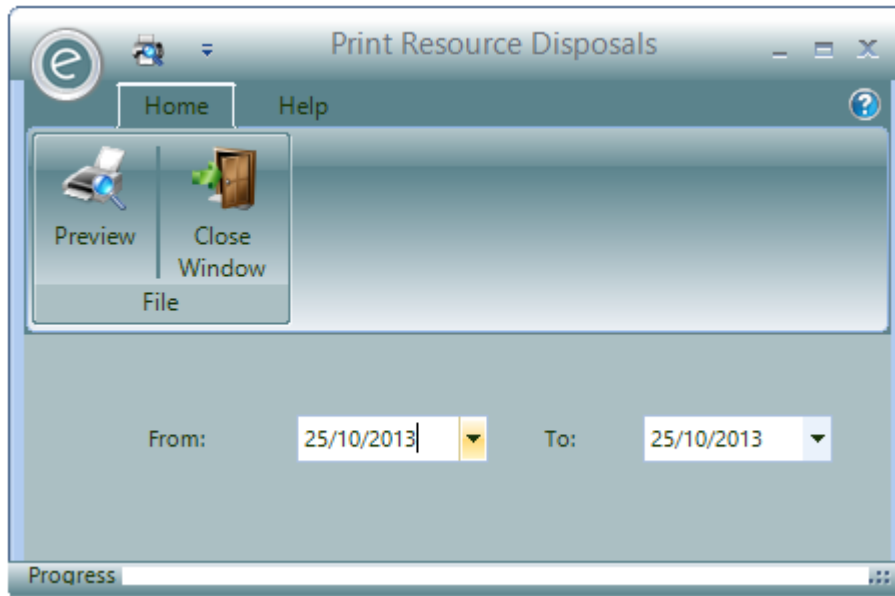 e
Print Resource Disposals
Home Help
Preview Close Window
File
From: 25/10/2013 To: 25/10/2013
Progress